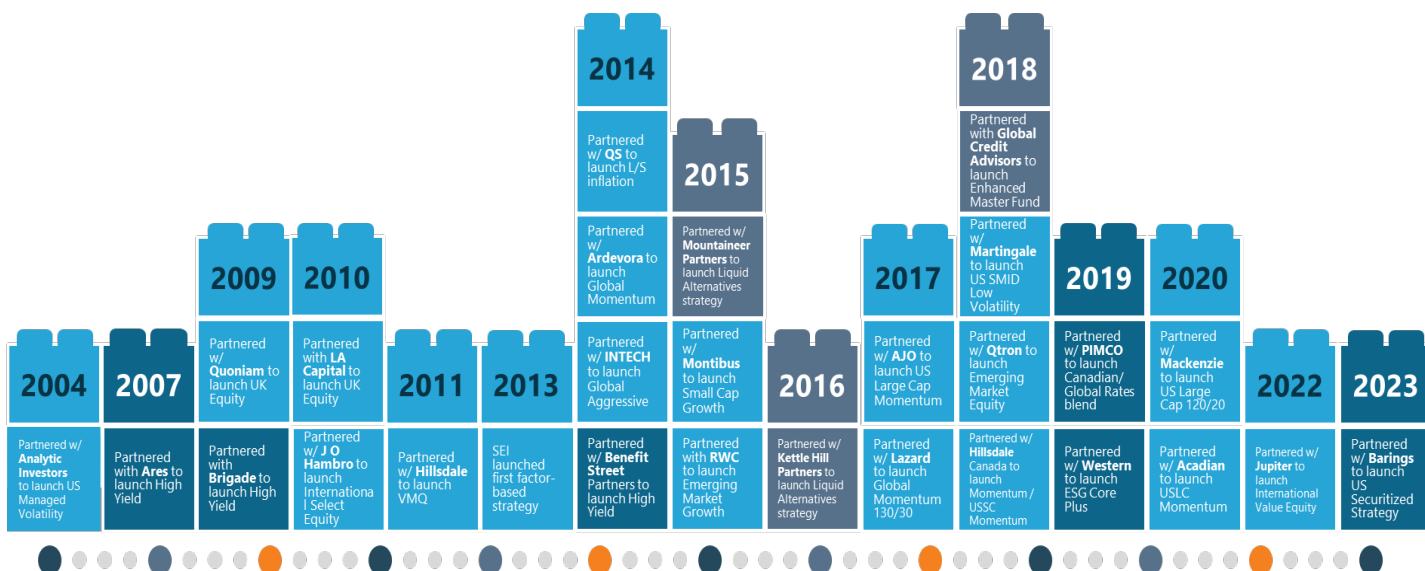 2004
Partnered w/
Analytic
Investors
to launch US
Managed
Volatility
2007
Partnered
with Ares to
launch High
Yield
2009
Partnered
w/
Quoniam to
launch UK
Equity
Partnered
with
Brigade to
launch High
Yield
2010
Partnered
with LA
Capital to
launch UK
Equity
Partnered
w/ J O
Hambro to
launch
Internationa
l Select
Equity
2011
Partnered
w/ Hillsdale
to launch
VMQ
2013
SEI
launched
first factor-
based
strategy
2014
Partnered
w/ QS to
launch L/S
inflation
Partnered
w/
Ardevora to
launch
Global
Momentum
Partnered
w/ INTECH
to launch
Global
Aggressive
Partnered
w/ Benefit
Street
Partners to
launch High
Yield
2015
Partnered w/
Mountaineer
Partners to
launch Liquid
Alternatives
strategy
Partnered
w/
Montibus
to launch
Small Cap
Growth
Partnered
with RWC
to launch
Emerging
Market
Growth
2016
Partnered w/
Kettle Hill
Partners to
launch Liquid
Alternatives
strategy
2017
Partnered
w/ AJO to
launch US
Large Cap
Momentum
Partnered
w/ Lazard
to launch
Global
Momentum
130/30
2018
Partnered
with Global
Credit
Advisors to
launch
Enhanced
Master Fund
Partnered
w/
Martingale
to launch
US SMID
Low
Volatility
Partnered
w/ Qtron to
launch
Emerging
Market
Equity
Partnered w/
Hillsdale
Canada to
launch
Momentum /
USSC
Momentum
2019
Partnered
w/ PIMCO
to launch
Canadian/
Global Rates
blend
Partnered
w/ Western
to launch
ESG Core
Plus
2020
Partnered
w/
Mackenzie
to launch
US Large
Cap 120/20
Partnered
w/ Acadian
to launch
USLC
Momentum
2022
Partnered
w/ Jupiter to
launch
International
Value Equity
2023
Partnered
w/ Barings
to launch
US
Securitized
Strategy